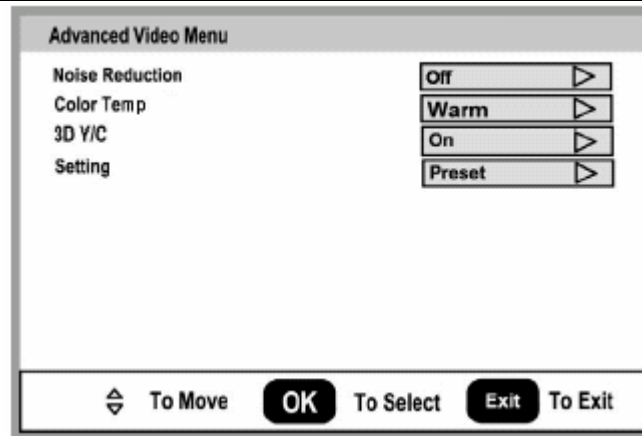 Advanced Video Menu
Noise Reduction Off
Color Temp Warm
3D Y/C On
Setting Preset
To Move OK To Select Exit To Exit